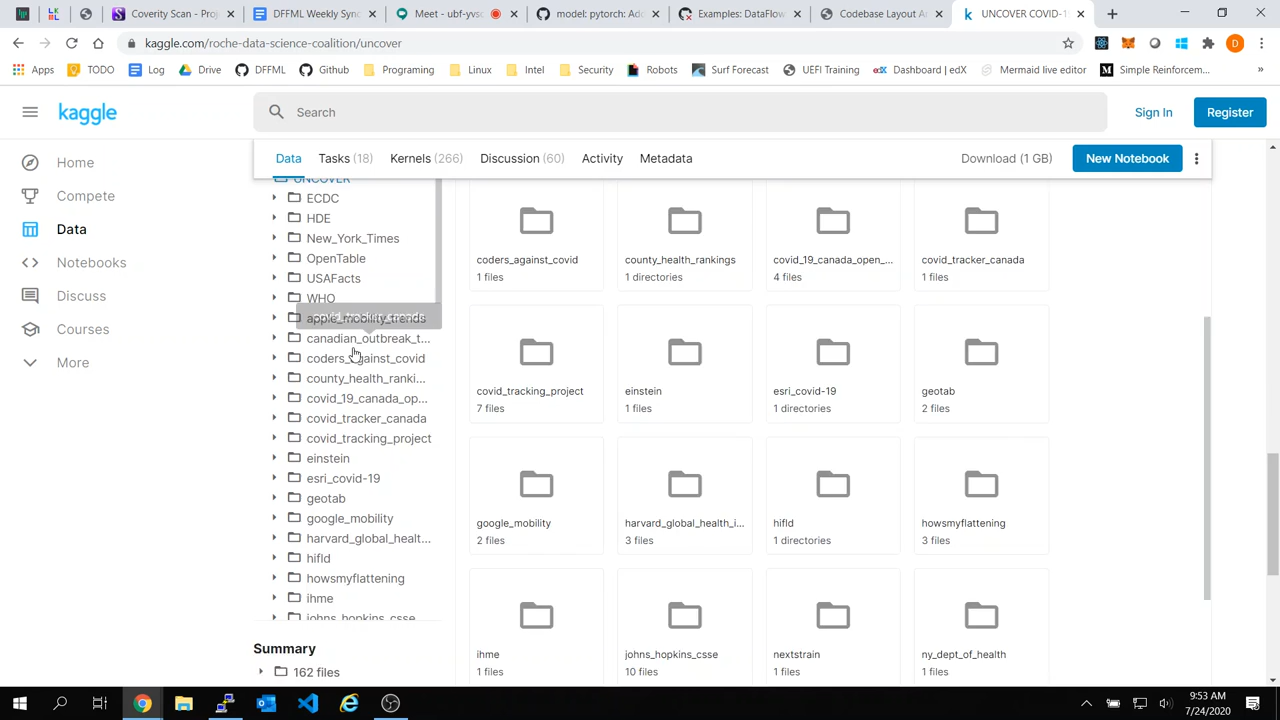 Coverity Scan - Proj
DFFML Weekly Sync
Meet - ubf-yvsc
model: pytorch: Add
Examples: DataFlow
Codebase Layout An
UNCOVER COVID-1
kaggle.com/roche-data-science-coalition/uncover
Apps
TODO
Log
Drive
DFFML
Github
Programing
Linux
Intel
Security
Robots
Surf Forecast
UEFI Training
Dashboard | edX
Mermaid live editor
Simple Reinforcem...
kaggle
Search
Sign In
Register
Home
Compete
Data
Notebooks
Discuss
Courses
More
Data
Tasks (18)
Kernels (266)
Discussion (60)
Activity
Metadata
Download (1 GB)
New Notebook
UNCOVER
ECDC
HDE
New_York_Times
OpenTable
USAFacts
WHO
covid_tracker_canada
apple_mobility_trends
canadian_outbreak_t...
coders_against_covid
county_health_ranki...
covid_19_canada_op...
covid_tracker_canada
covid_tracking_project
einstein
esri_covid-19
geotab
google_mobility
harvard_global_healt...
hifld
howsmyflattening
ihme
johns_hopkins_csse
Summary
162 files
coders_against_covid
1 files
county_health_rankings
1 directories
covid_19_canada_open_...
4 files
covid_tracker_canada
1 files
covid_tracking_project
7 files
einstein
1 files
esri_covid-19
1 directories
geotab
2 files
google_mobility
2 files
harvard_global_health_i...
3 files
hifld
1 directories
howsmyflattening
3 files
ihme
1 files
johns_hopkins_csse
10 files
nextstrain
1 files
ny_dept_of_health
1 files
9:53 AM
7/24/2020